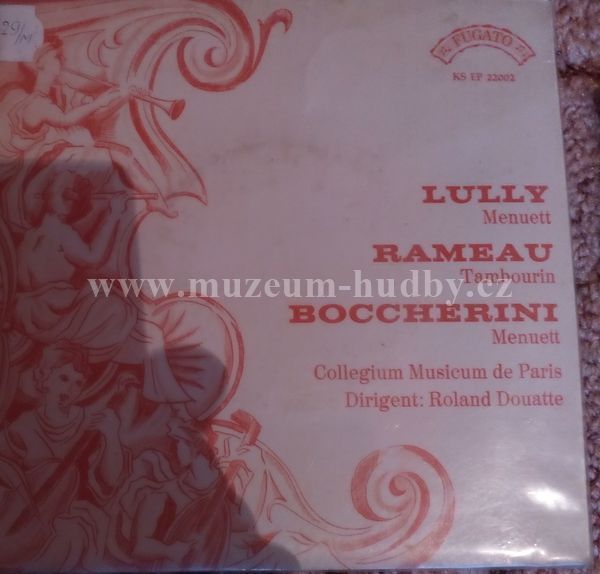 29/M
FUGATO
KS EP 22002
LULLY
Menuett
RAMEAU
Tambourin
www.muzeum-hudby.cz
BOCCHERINI
Menuett
Collegium Musicum de Paris
Dirigent: Roland Douatte